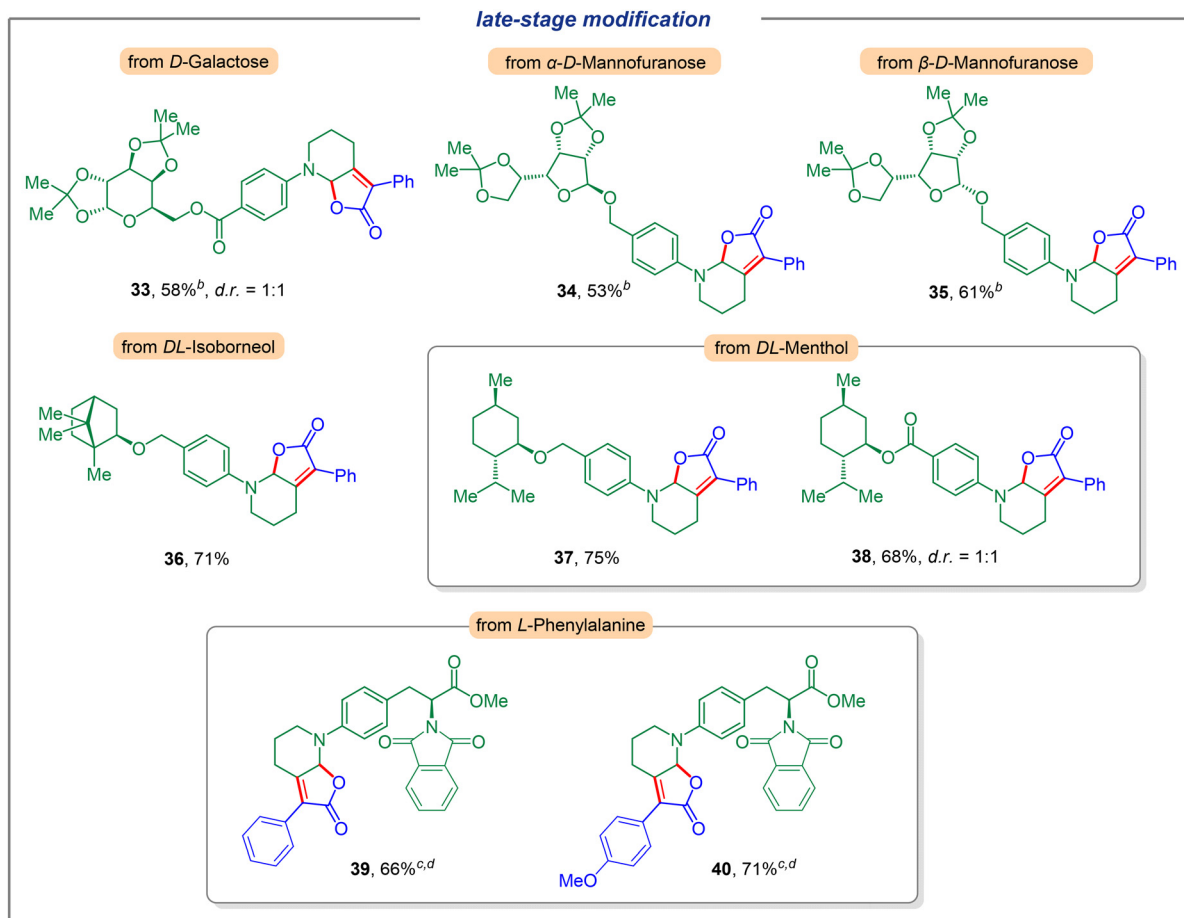 late-stage modification
from D-Galactose
from α-D-Mannofuranose
from β-D-Mannofuranose
Me
Me
O
O
Me
Me
O
O
O
O
O
N
O
O
Ph
33, 58%b, d.r. = 1:1
Me
Me
O
O
Me
Me
O
O
O
O
O
O
N
Ph
34, 53%b
Me
Me
O
O
Me
Me
O
O
O
O
O
O
N
Ph
35, 61%b
from DL-Isoborneol
from DL-Menthol
Me
Me
Me
O
O
O
N
Ph
36, 71%
Me
O
Me
Me
O
O
N
Ph
37, 75%
Me
O
O
Me
Me
O
O
N
Ph
38, 68%, d.r. = 1:1
from L-Phenylalanine
O
OMe
N
N
O
O
O
O
39, 66%c,d
O
OMe
N
N
O
O
O
O
MeO
40, 71%c,d